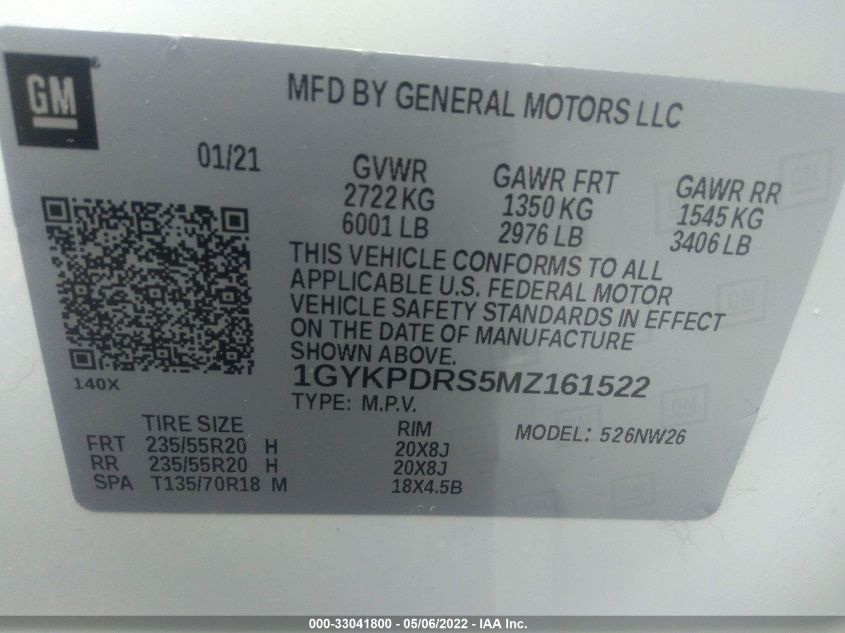 GM ®
MFD BY GENERAL MOTORS LLC
01/21
GVWR
2722 KG
6001 LB
GAWR FRT
1350 KG
2976 LB
GAWR RR
1545 KG
3406 LB
THIS VEHICLE CONFORMS TO ALL
APPLICABLE U.S. FEDERAL MOTOR
VEHICLE SAFETY STANDARDS IN EFFECT
ON THE DATE OF MANUFACTURE
SHOWN ABOVE.
1GYKPDRS5MZ161522
TYPE: M.P.V.
140X
MODEL: 526NW26
TIRE SIZE RIM
FRT 235/55R20 H 20X8J
RR 235/55R20 H 20X8J
SPA T135/70R18 M 18X4.5B
GM
GM
GM
000-33041800 - 05/06/2022 - IAA Inc.